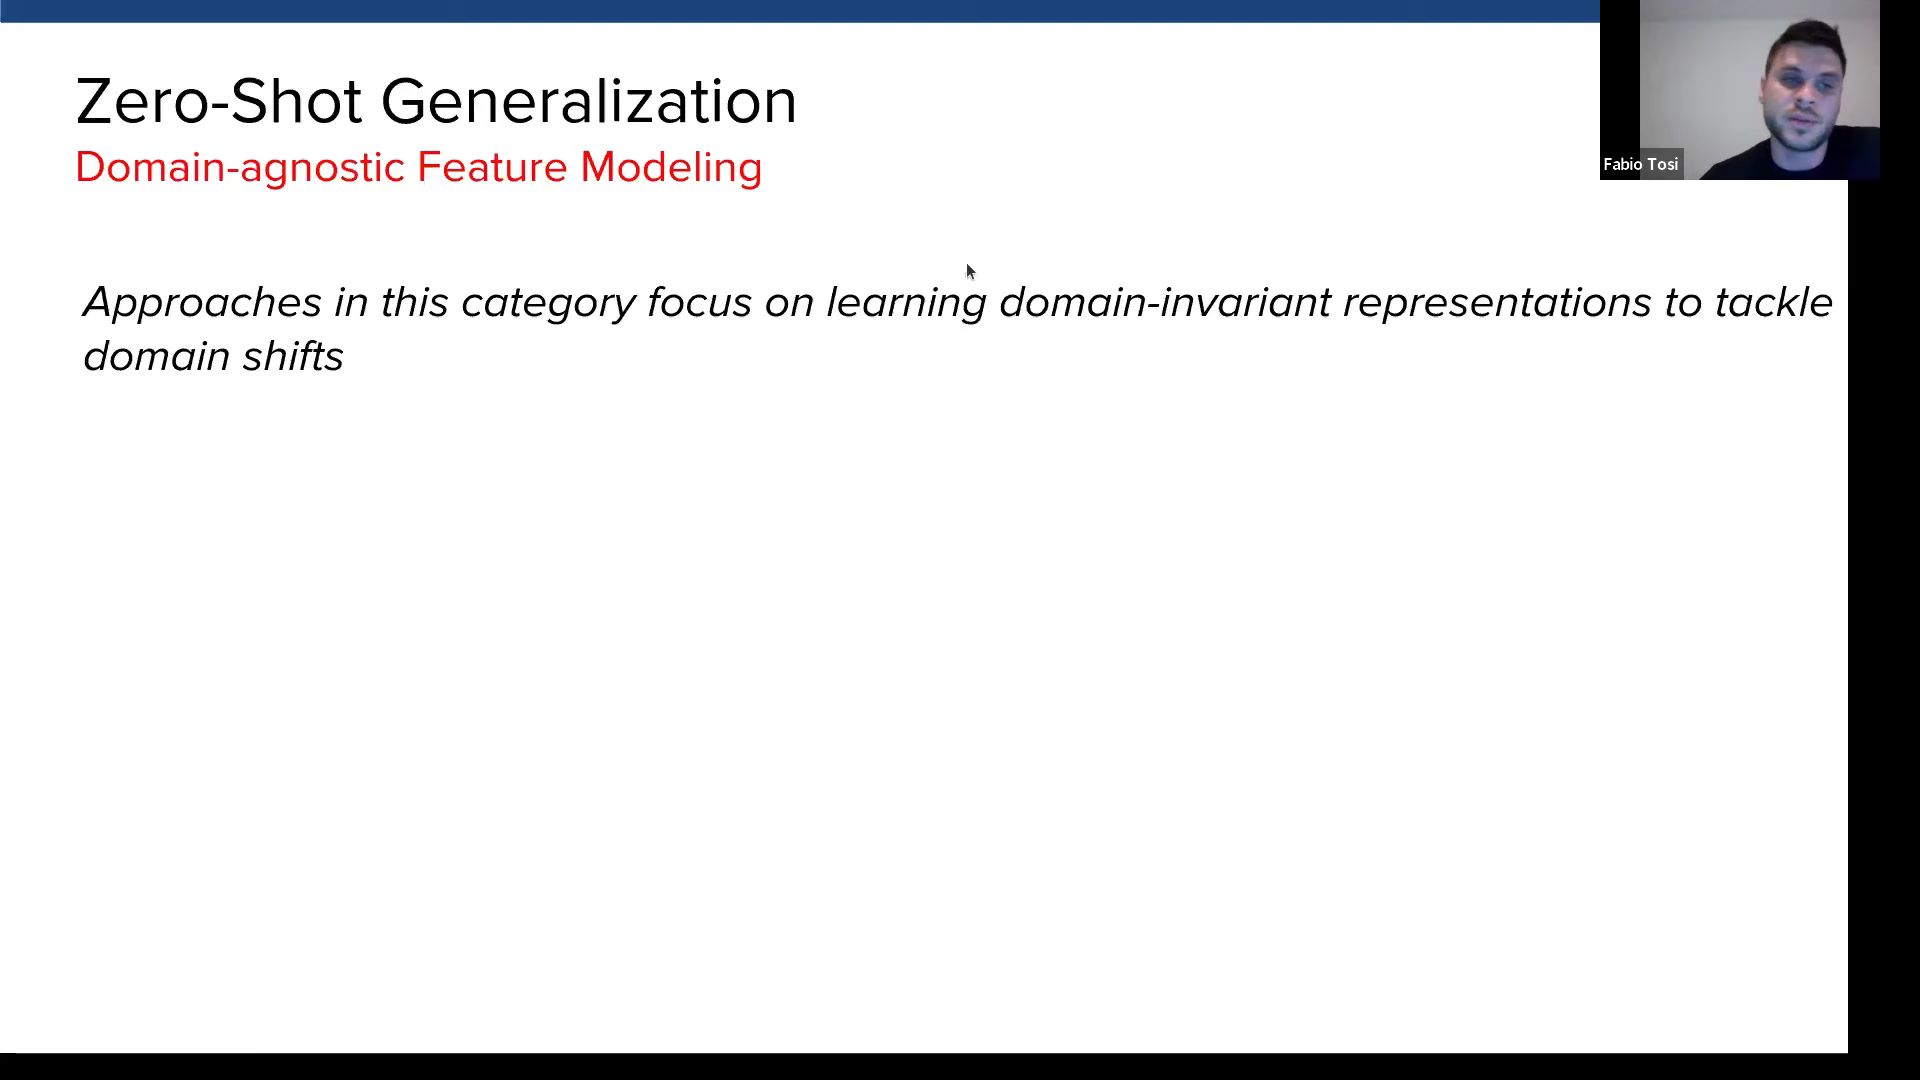 Zero-Shot Generalization
Domain-agnostic Feature Modeling
Fabio Tosi
Approaches in this category focus on learning domain-invariant representations to tackle
domain shifts